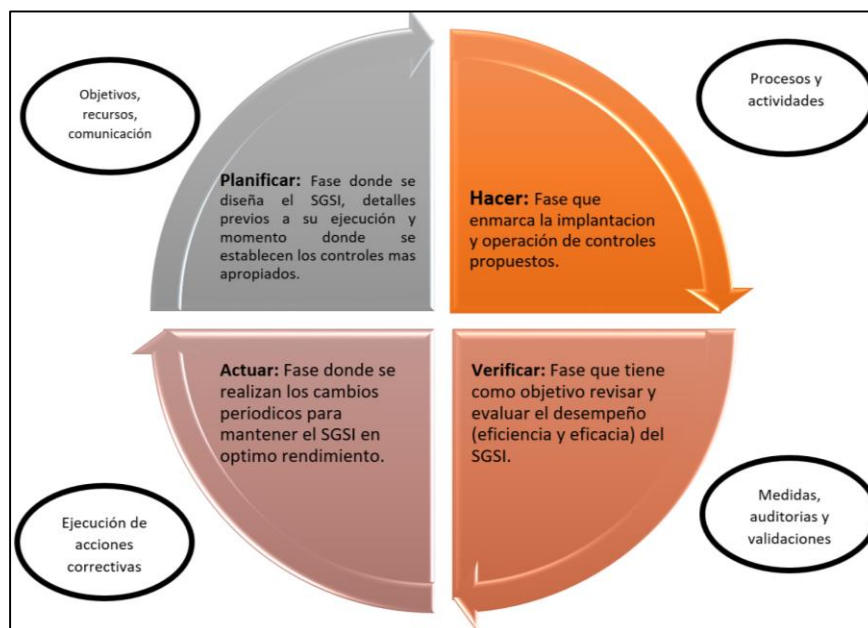 Objetivos,
recursos,
comunicación
Procesos y
actividades
Planificar: Fase donde se
diseña el SGSI, detalles
previos a su ejecución y
momento donde se
establecen los controles mas
apropiados.
Hacer: Fase que
enmarca la implantacion
y operación de controles
propuestos.
Actuar: Fase donde se
realizan los cambios
periodicos para
mantener el SGSI en
optimo rendimiento.
Verificar: Fase que tiene
como objetivo revisar y
evaluar el desempeño
(eficiencia y eficacia) del
SGSI.
Ejecución de
acciones
correctivas
Medidas,
auditorias y
validaciones